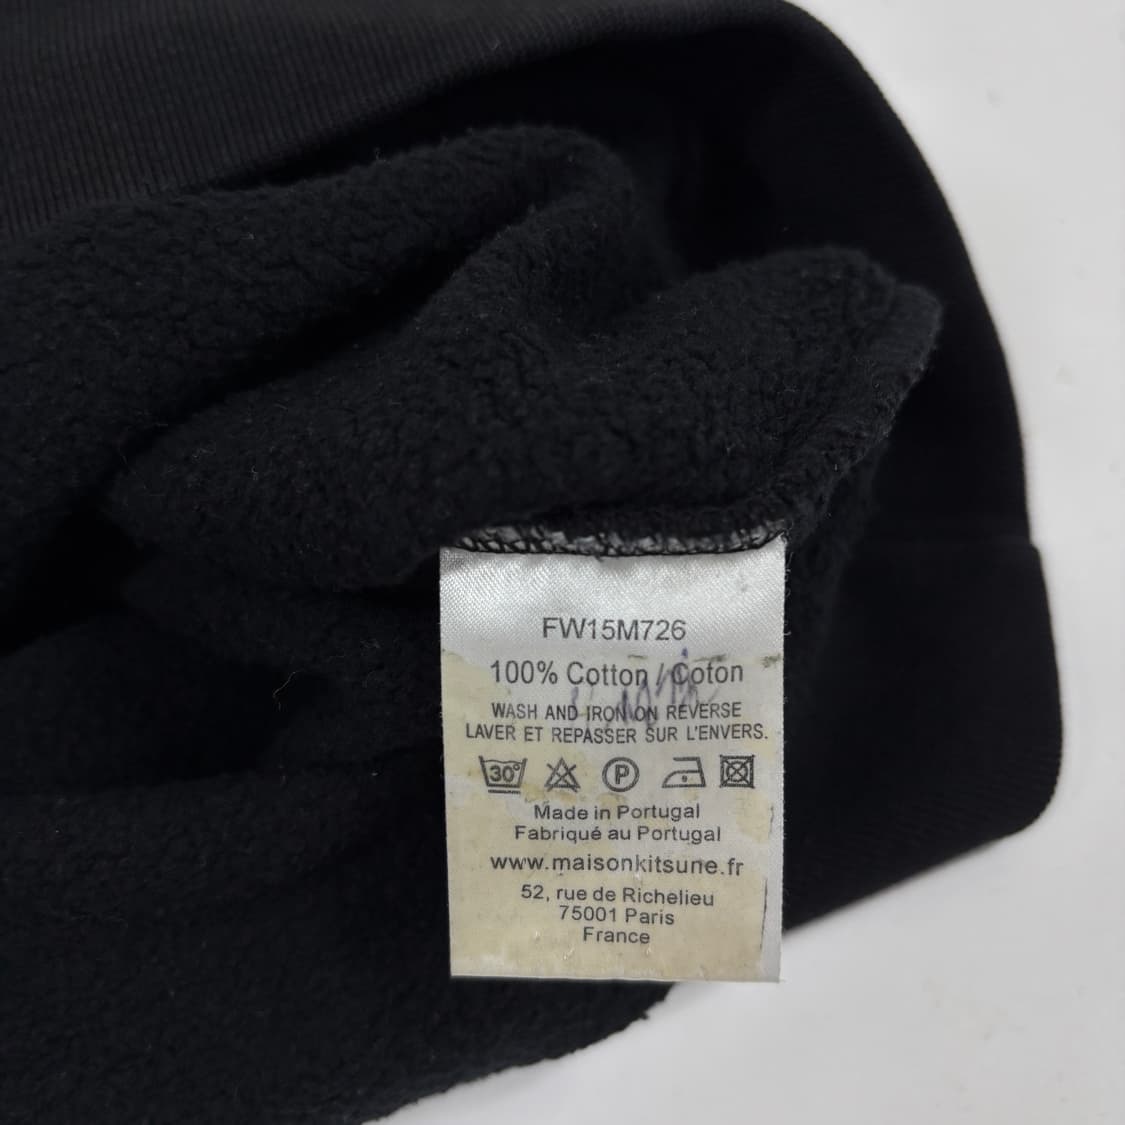 FW15M726
100% Cotton / Coton
WASH AND IRON ON REVERSE
LAVER ET REPASSER SUR L'ENVERS.
30°
P
Made in Portugal
Fabriqué au Portugal
www.maisonkitsune.fr
52, rue de Richelieu
75001 Paris
France